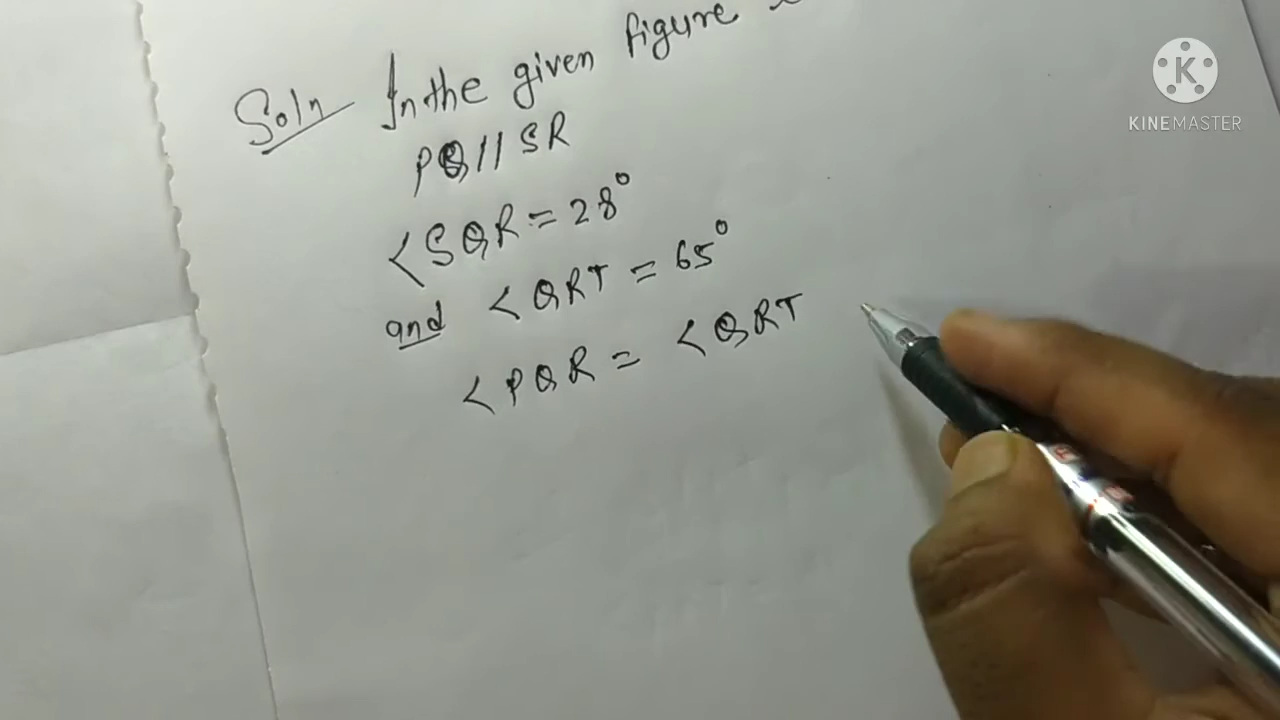 Soln In the given figure
PQ // SR
<SQR = 28°
and <QRT = 65°
<PQR = <QRT
K
KINEMASTER